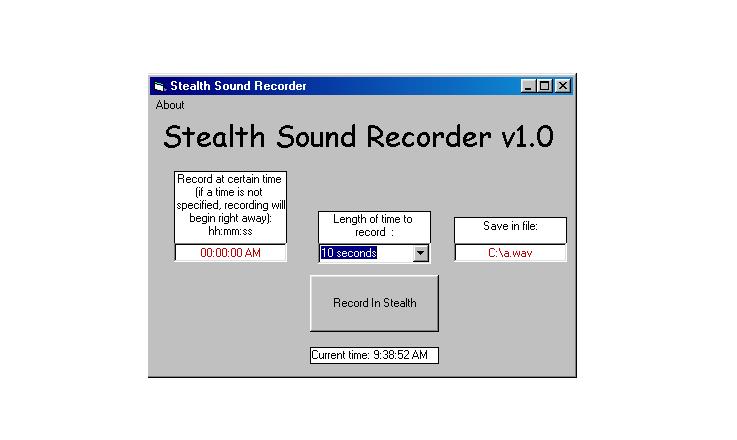 Stealth Sound Recorder
About
Stealth Sound Recorder v1.0
Record at certain time
(if a time is not
specified, recording will
begin right away):
hh:mm:ss
00:00:00 AM
Length of time to
record  :
10 seconds
Save in file:
C:\a.wav
Record In Stealth
Current time: 9:38:52 AM